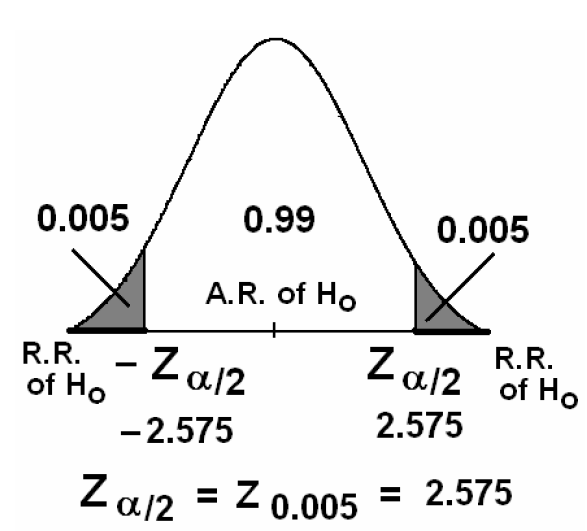 0.005 0.99 0.005
A.R. of Ho
R.R. of Ho
– Zα/2
Zα/2
R.R. of Ho
–2.575 2.575
Zα/2 = Z0.005 = 2.575